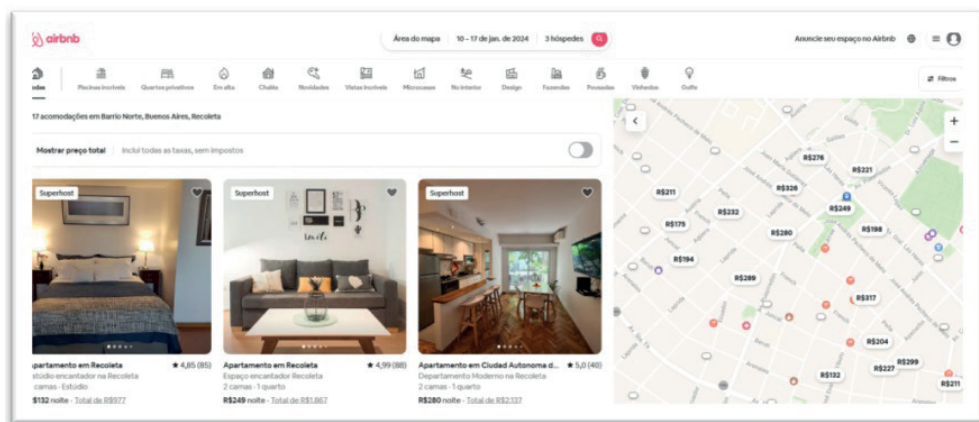 airbnb
Área do mapa 10 – 17 de jan. de 2024 3 hóspedes
Anuncie seu espaço no Airbnb
Piscinas incríveis Quartos privativos Em alta Chalés Novidades Vistas incríveis Microcasas No interior Design Fazendas Pousadas Vinhedos Golfe
Filtros
17 acomodações em Barrio Norte, Buenos Aires, Recoleta
Mostrar preço total Inclui todas as taxas, sem impostos
Superhost Superhost Superhost
smile
Apartamento em Recoleta ★ 4,99 (88)
Espaço encantador Recoleta
2 camas · 1 quarto
R$249 noite · Total de R$1.867
Apartamento em Ciudad Autonoma d... ★ 5,0 (40)
Departamento Moderno na Recoleta
2 camas · 1 quarto
R$280 noite · Total de R$2.137
partamento em Recoleta ★ 4,85 (85)
stúdio encantador na Recoleta
camas · Estúdio
R$132 noite · Total de R$977
R$276
R$221
R$211
R$326
R$232
R$249
R$175
R$280
R$198
R$194
R$289
R$317
R$204
R$299
R$227
R$132
R$211